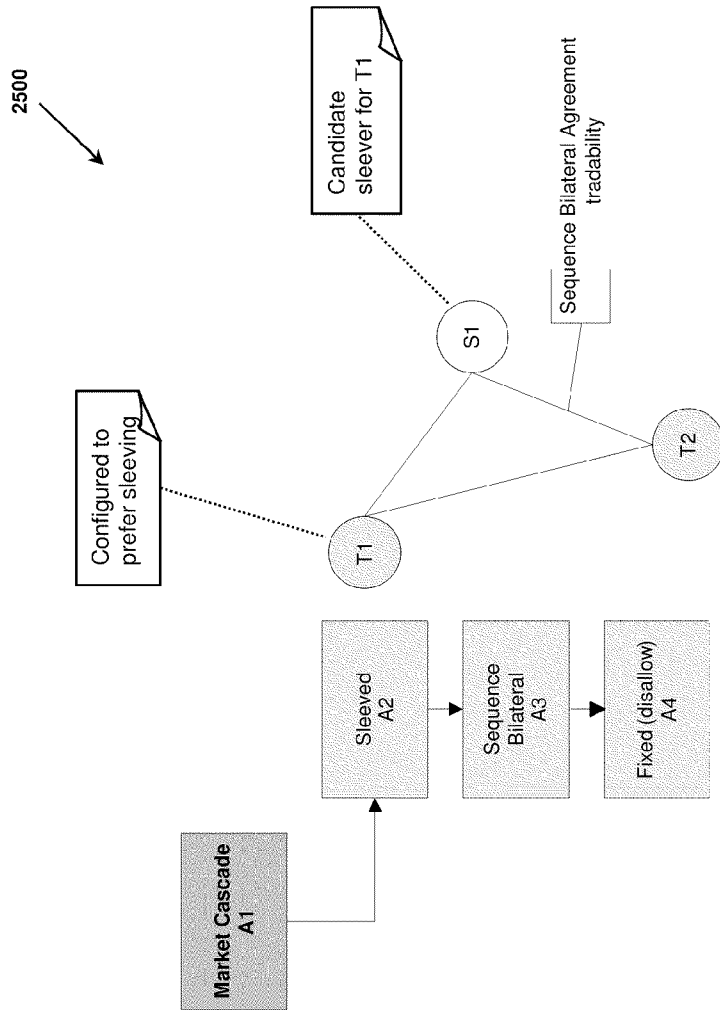 2500
Configured to
prefer sleeving
Candidate
sleever for T1
T1
S1
T2
Sequence Bilateral Agreement
tradability
Market Cascade
A1
Sleeved
A2
Sequence
Bilateral
A3
Fixed (disallow)
A4